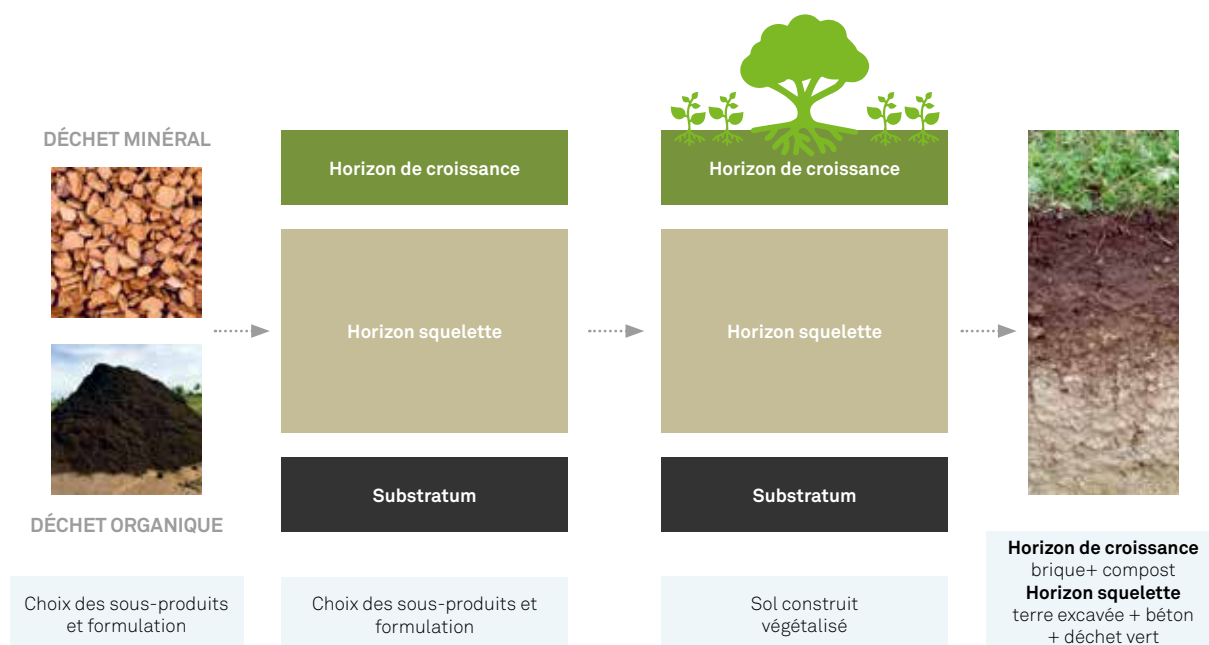 DÉCHET MINÉRAL
DÉCHET ORGANIQUE
Choix des sous-produits
et formulation
Horizon de croissance
Horizon squelette
Substratum
Choix des sous-produits et
formulation
Horizon de croissance
Horizon squelette
Substratum
Sol construit
végétalisé
Horizon de croissance
brique+ compost
Horizon squelette
terre excavée + béton
+ déchet vert